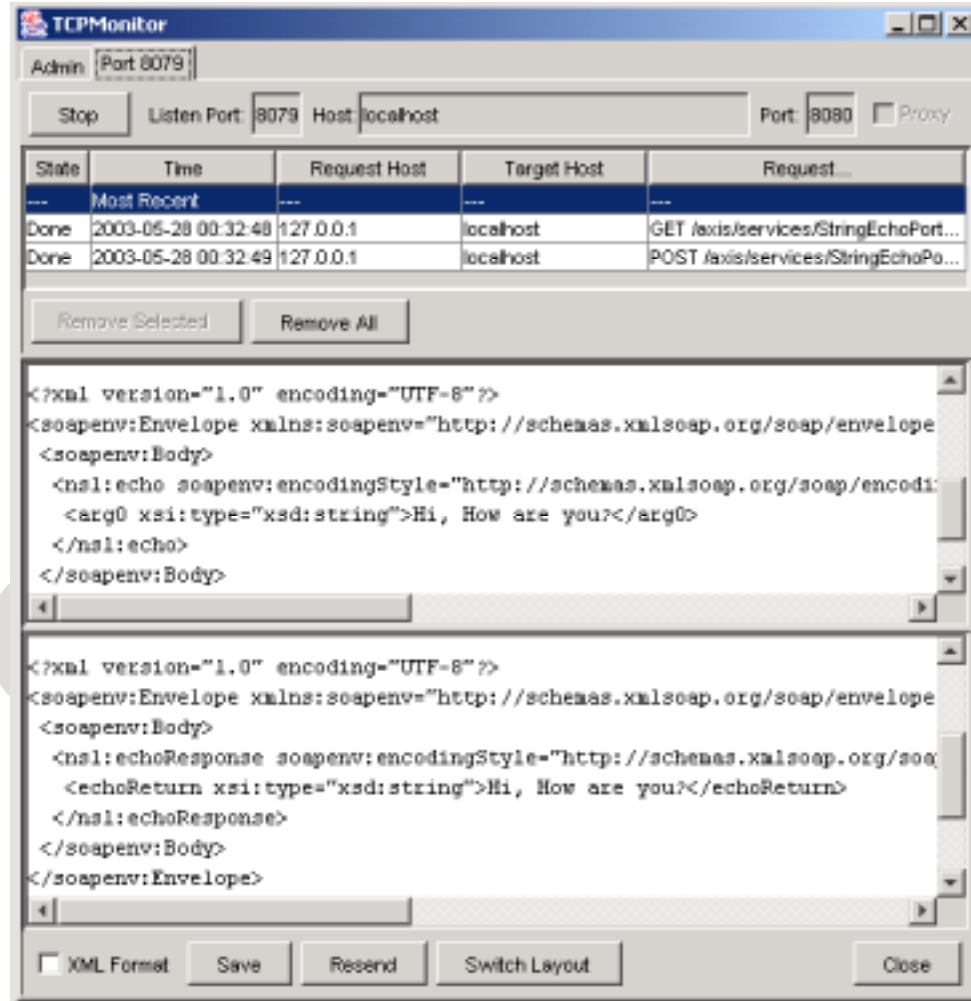 TCPMonitor
Admin Port 8079
Stop Listen Port: 8079 Host: localhost Port: 8080 Proxy
State Time Request Host Target Host Request...
--- Most Recent --- --- ---
Done 2003-05-28 00:32:48 127.0.0.1 localhost GET /axis/services/StringEchoPort...
Done 2003-05-28 00:32:49 127.0.0.1 localhost POST /axis/services/StringEchoPo...
Remove Selected Remove All
<?xml version="1.0" encoding="UTF-8"?>
<soapenv:Envelope xmlns:soapenv="http://schemas.xmlsoap.org/soap/envelope
<soapenv:Body>
<ns1:echo soapenv:encodingStyle="http://schemas.xmlsoap.org/soap/encodi
<arg0 xsi:type="xsd:string">Hi, How are you?</arg0>
</ns1:echo>
</soapenv:Body>
<?xml version="1.0" encoding="UTF-8"?>
<soapenv:Envelope xmlns:soapenv="http://schemas.xmlsoap.org/soap/envelope
<soapenv:Body>
<ns1:echoResponse soapenv:encodingStyle="http://schemas.xmlsoap.org/soa
<echoReturn xsi:type="xsd:string">Hi, How are you?</echoReturn>
</ns1:echoResponse>
</soapenv:Body>
</soapenv:Envelope>
XML Format Save Resend Switch Layout Close